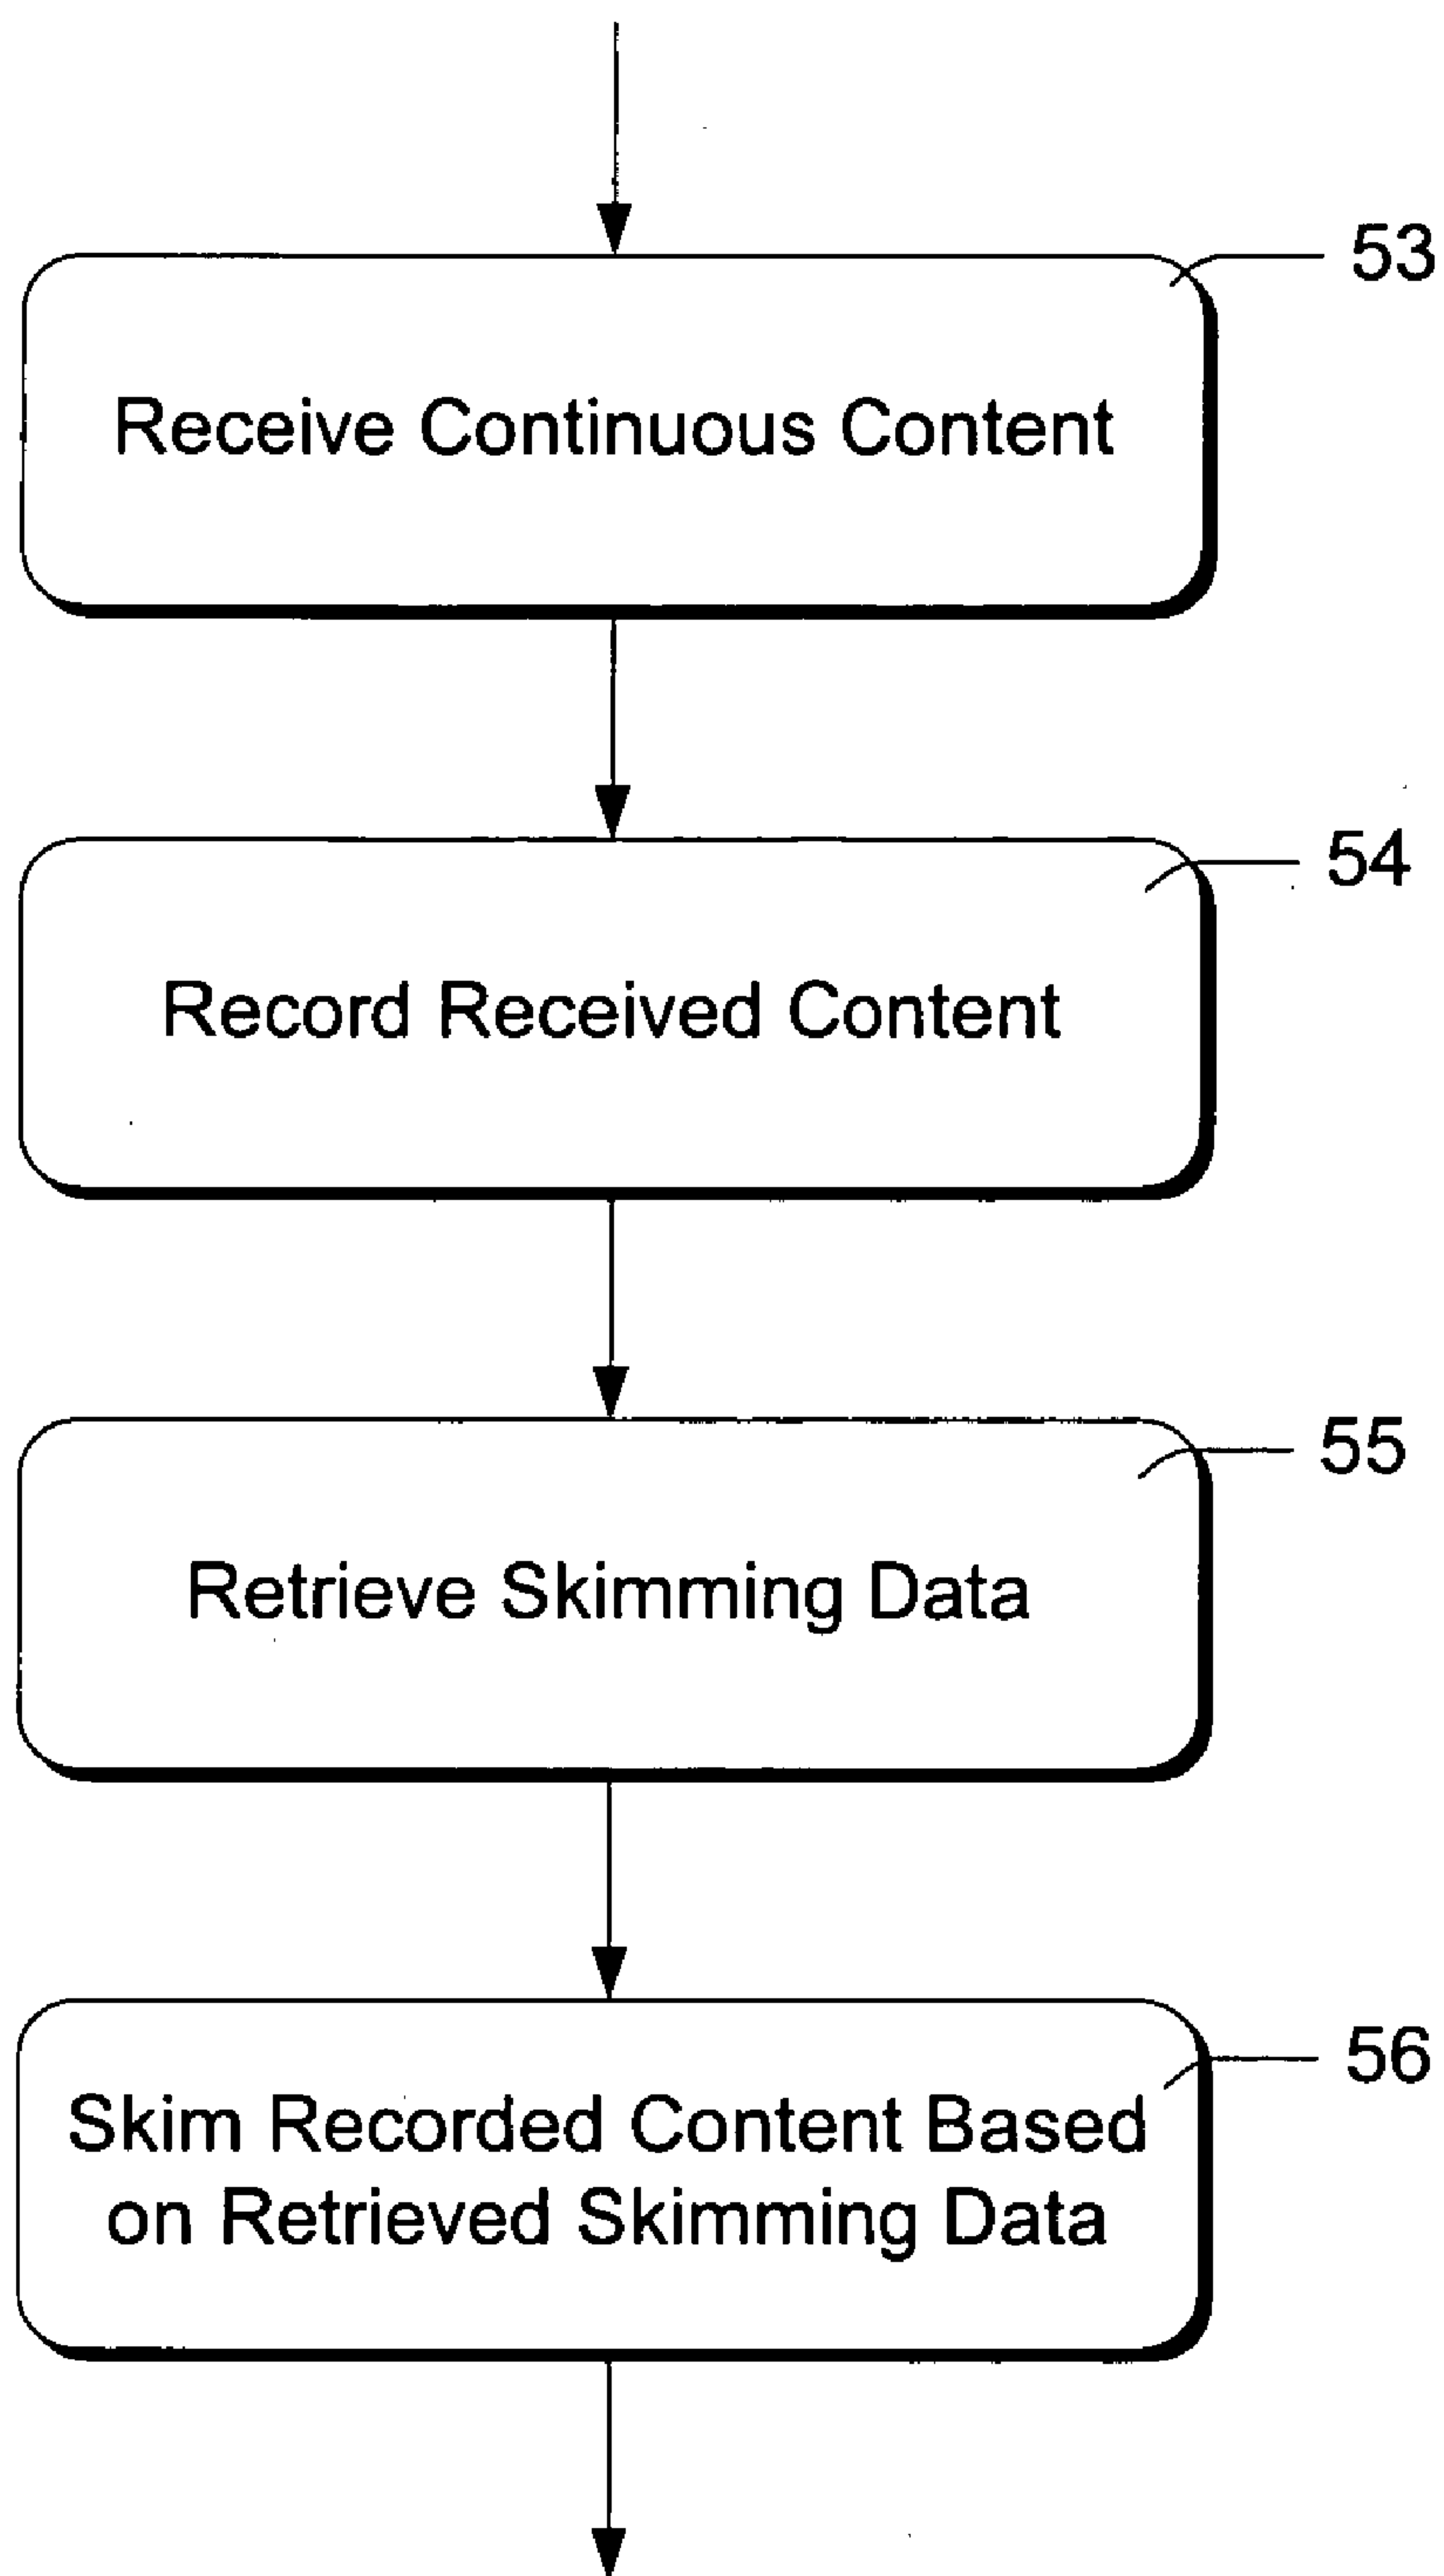 53
Receive Continuous Content
54
Record Received Content
55
Retrieve Skimming Data
56
Skim Recorded Content Based
on Retrieved Skimming Data